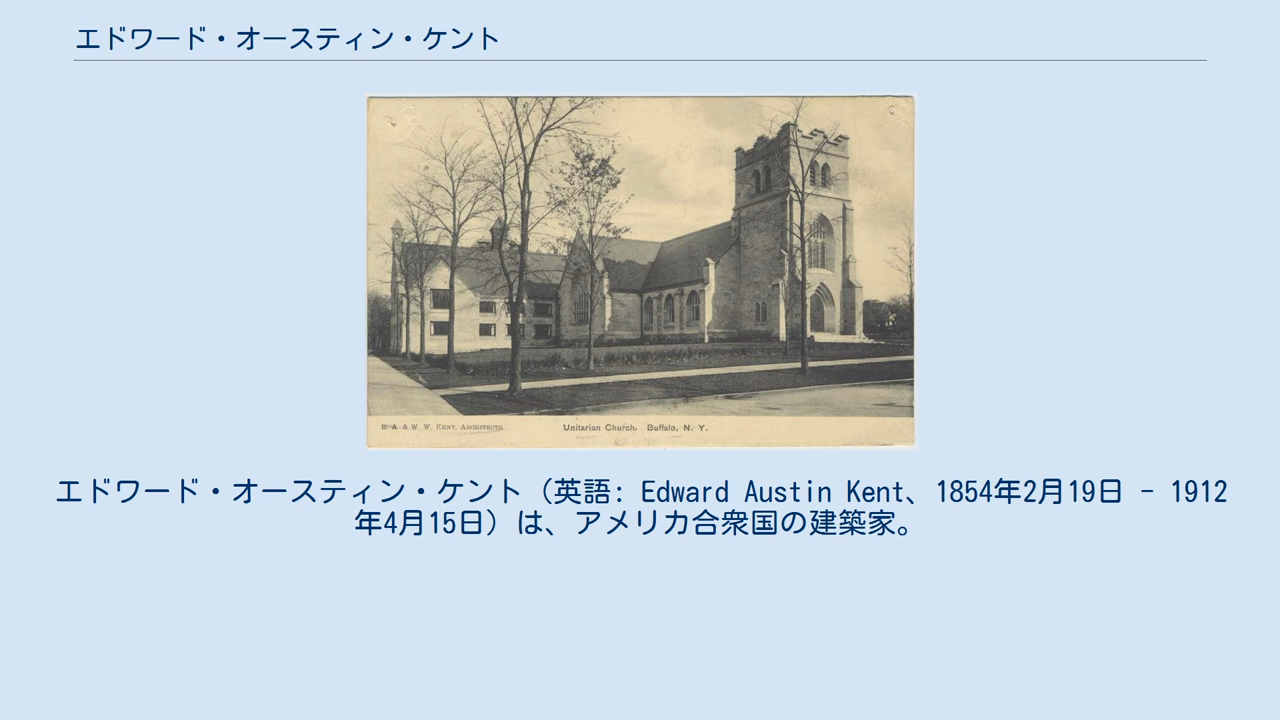 エドワード・オースティン・ケント
& W. W. KENT, ARCHITECTS.
Unitarian Church. Buffalo, N. Y.
エドワード・オースティン・ケント（英語: Edward Austin Kent、1854年2月19日 - 1912
年4月15日）は、アメリカ合衆国の建築家。